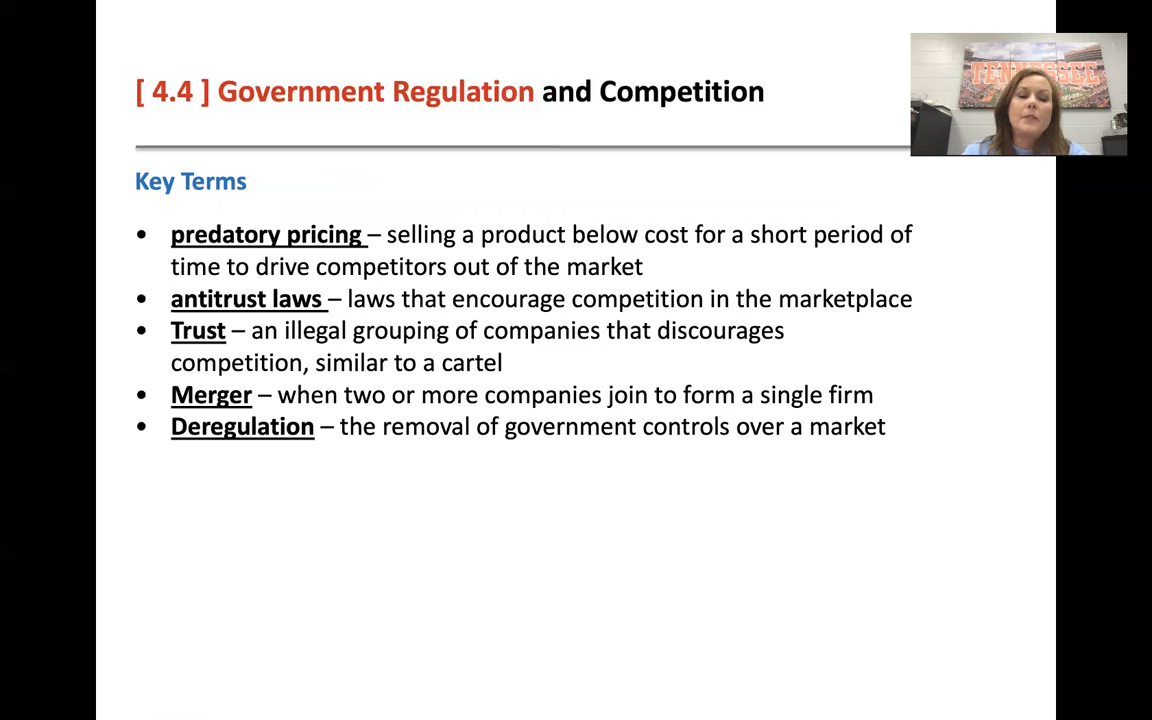 [ 4.4 ] Government Regulation and Competition
TENNESSEE
Key Terms
• predatory pricing – selling a product below cost for a short period of
time to drive competitors out of the market
• antitrust laws – laws that encourage competition in the marketplace
• Trust – an illegal grouping of companies that discourages
competition, similar to a cartel
• Merger – when two or more companies join to form a single firm
• Deregulation – the removal of government controls over a market